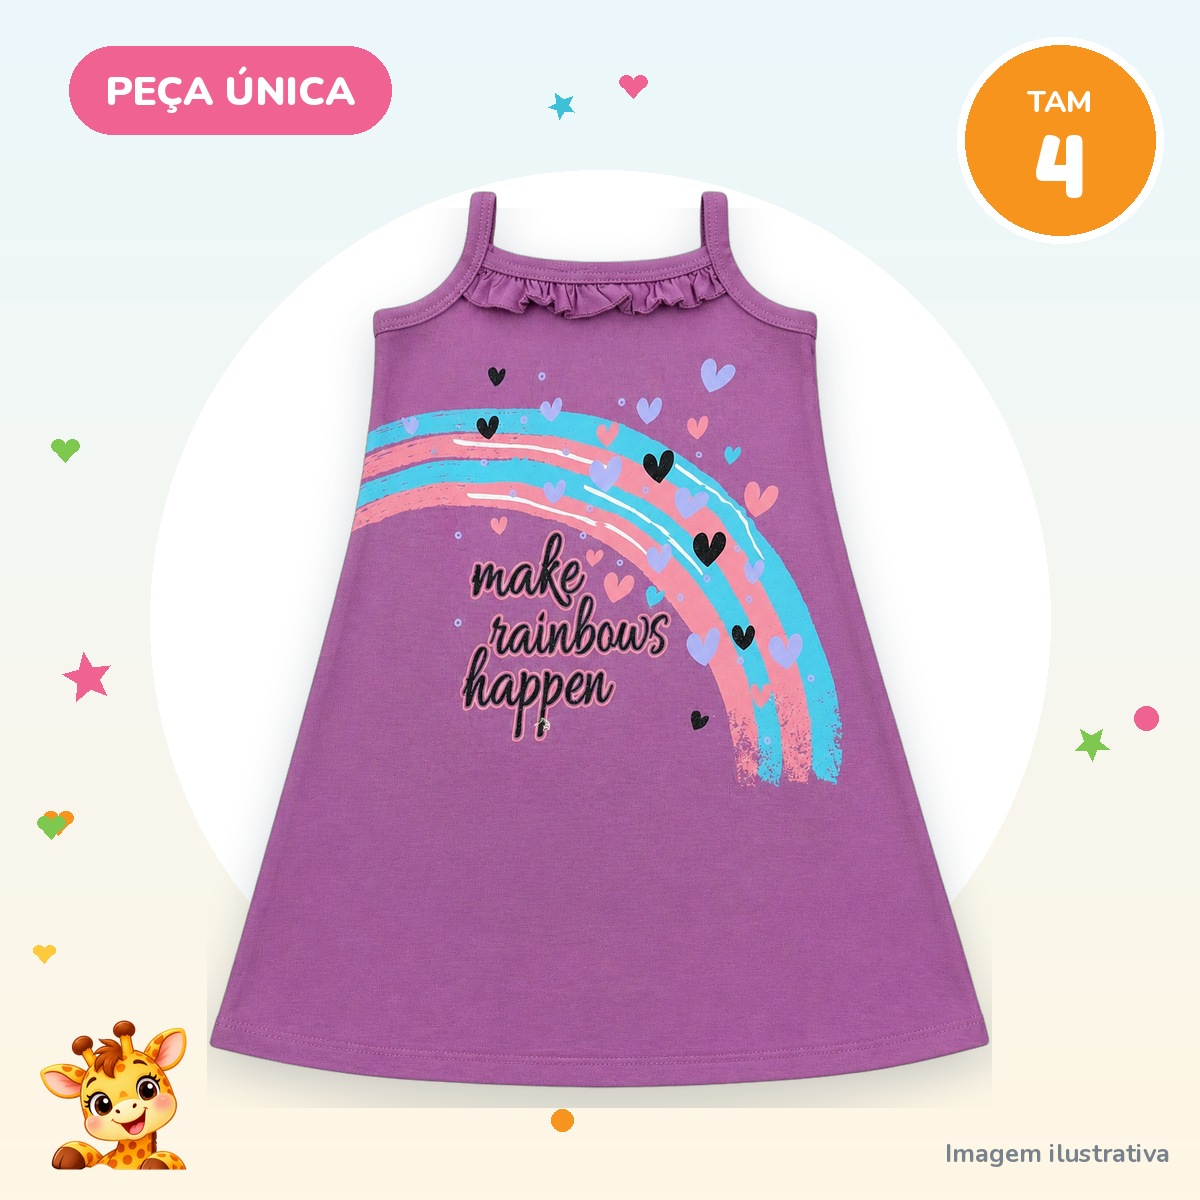 PEÇA ÚNICA
TAM
4
make
rainbows
happen
Imagem ilustrativa